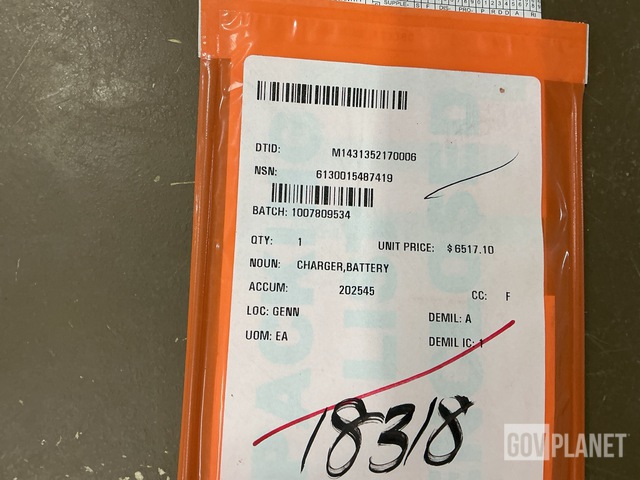 DTID: M1431352170006
NSN: 6130015487419
BATCH: 1007809534
QTY: 1 UNIT PRICE: $ 6517.10
NOUN: CHARGER,BATTERY
ACCUM: 202545 CC: F
LOC: GENN DEMIL: A
UOM: EA DEMIL IC: 1
18318
GOVPLANET